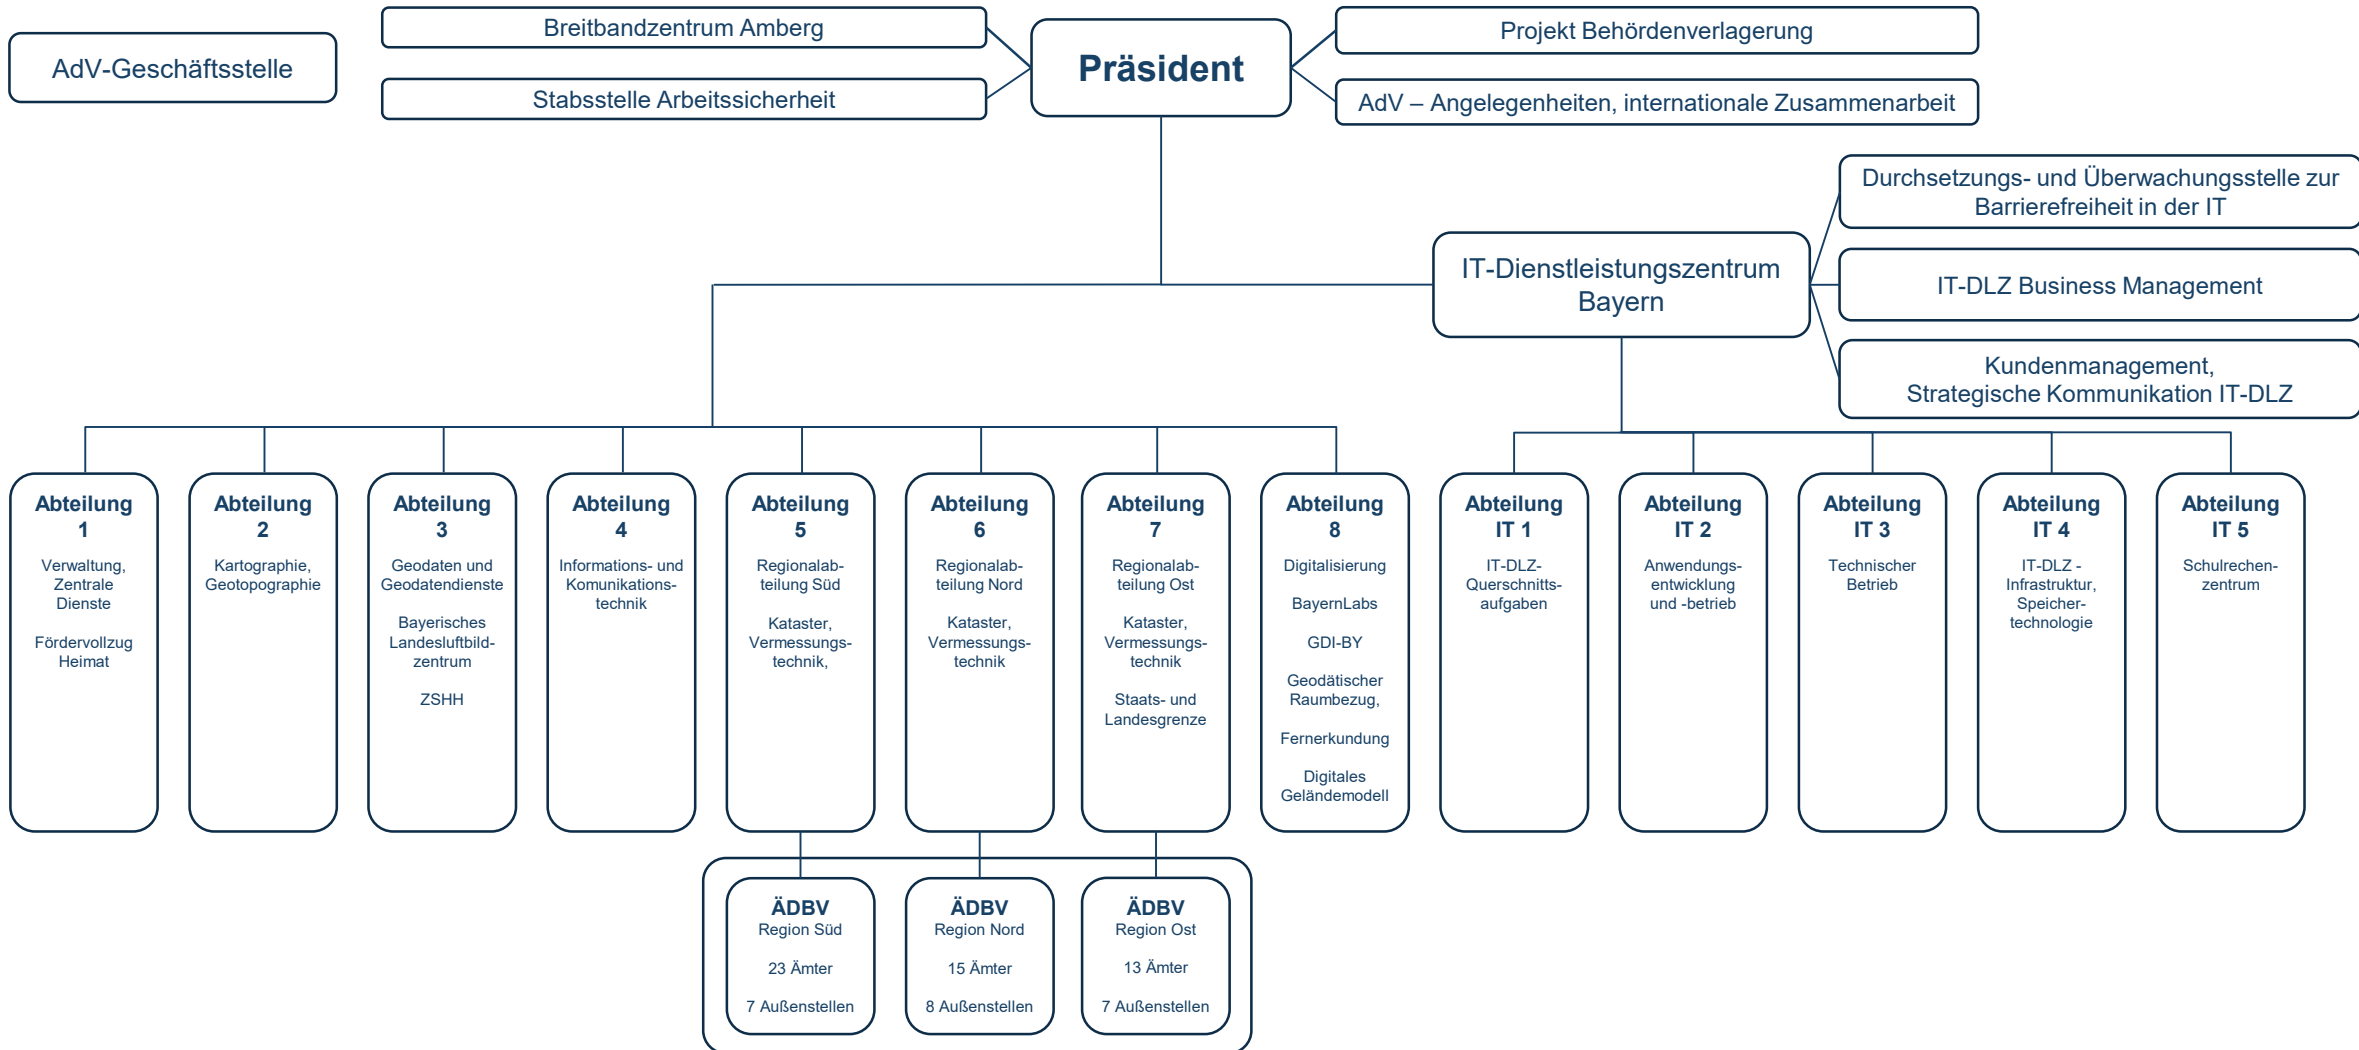 AdV-Geschäftsstelle
Breitbandzentrum Amberg
Stabsstelle Arbeitssicherheit
Präsident
Projekt Behördenverlagerung
AdV – Angelegenheiten, internationale Zusammenarbeit
IT-Dienstleistungszentrum
Bayern
Durchsetzungs- und Überwachungsstelle zur
Barrierefreiheit in der IT
IT-DLZ Business Management
Kundenmanagement,
Strategische Kommunikation IT-DLZ
Abteilung
1
Verwaltung,
Zentrale
Dienste
Fördervollzug
Heimat
Abteilung
2
Kartographie,
Geotopographie
Abteilung
3
Geodaten und
Geodatendienste
Bayerisches
Landesluftbild-
zentrum
ZSHH
Abteilung
4
Informations- und
Komunikations-
technik
Abteilung
5
Regionalab-
teilung Süd
Kataster,
Vermessungs-
technik,
Abteilung
6
Regionalab-
teilung Nord
Kataster,
Vermessungs-
technik
Abteilung
7
Regionalab-
teilung Ost
Kataster,
Vermessungs-
technik
Staats- und
Landesgrenze
Abteilung
8
Digitalisierung
BayernLabs
GDI-BY
Geodätischer
Raumbezug,
Fernerkundung
Digitales
Geländemodell
Abteilung
IT 1
IT-DLZ-
Querschnitts-
aufgaben
Abteilung
IT 2
Anwendungs-
entwicklung
und -betrieb
Abteilung
IT 3
Technischer
Betrieb
Abteilung
IT 4
IT-DLZ -
Infrastruktur,
Speicher-
technologie
Abteilung
IT 5
Schulrechen-
zentrum
ÄDBV
Region Süd
23 Ämter
7 Außenstellen
ÄDBV
Region Nord
15 Ämter
8 Außenstellen
ÄDBV
Region Ost
13 Ämter
7 Außenstellen